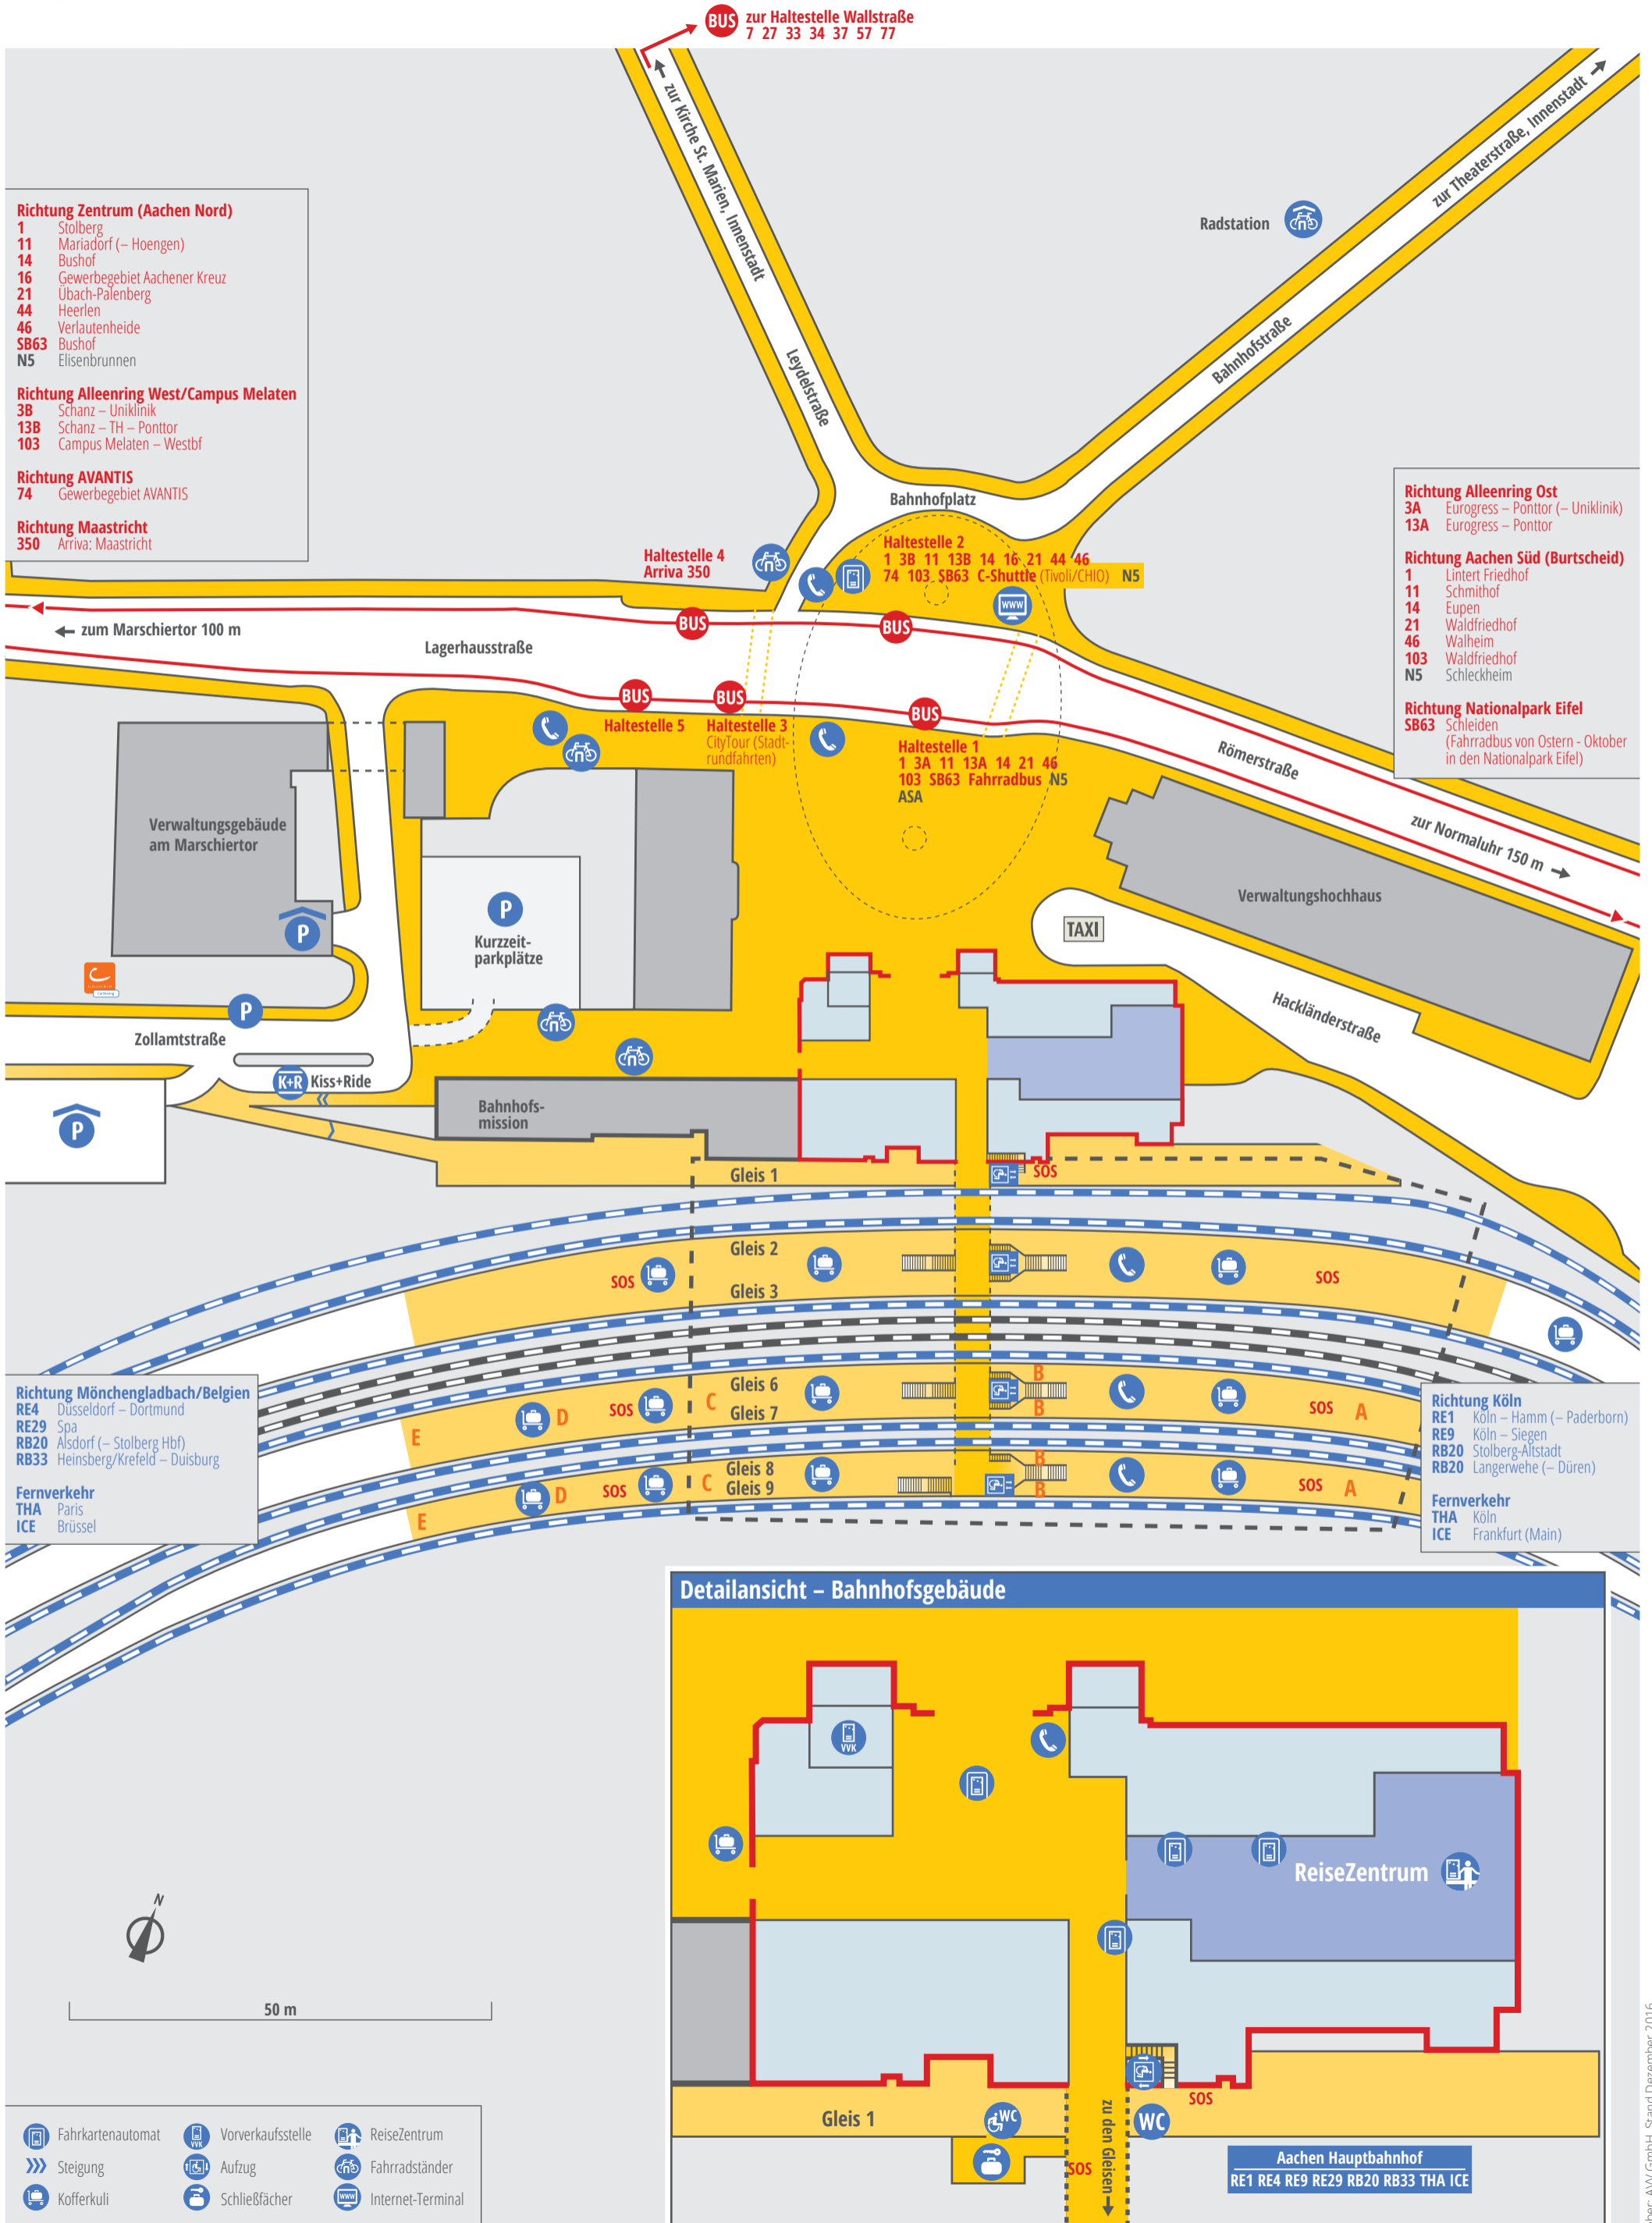 BUS zur Haltestelle Wallstraße
7 27 33 34 37 57 77
zur Kirche St. Marien, Innenstadt
zur Theaterstraße, Innenstadt
Radstation
Leydelstraße
Bahnhofstraße
Richtung Zentrum (Aachen Nord)
1 Stolberg
11 Mariadorf (– Hoengen)
14 Bushof
16 Gewerbegebiet Aachener Kreuz
21 Übach-Palenberg
44 Heerlen
46 Verlautenheide
SB63 Bushof
N5 Elisenbrunnen
Richtung Alleenring West/Campus Melaten
3B Schanz – Uniklinik
13B Schanz – TH – Ponttor
103 Campus Melaten – Westbf
Richtung AVANTIS
74 Gewerbegebiet AVANTIS
Richtung Maastricht
350 Arriva: Maastricht
Richtung Alleenring Ost
3A Eurogress – Ponttor (– Uniklinik)
13A Eurogress – Ponttor
Richtung Aachen Süd (Burtscheid)
1 Lintert Friedhof
11 Schmithof
14 Eupen
21 Waldfriedhof
46 Walheim
103 Waldfriedhof
N5 Schleckheim
Richtung Nationalpark Eifel
SB63 Schleiden
(Fahrradbus von Ostern - Oktober
in den Nationalpark Eifel)
Bahnhofplatz
Haltestelle 4
Arriva 350
Haltestelle 2
1 3B 11 13B 14 16 21 44 46
74 103 SB63 C-Shuttle (Tivoli/CHIO) N5
WWW
BUS
BUS
zum Marschiertor 100 m
Lagerhausstraße
BUS
BUS
BUS
Haltestelle 5
Haltestelle 3
CityTour (Stadt-
rundfahrten)
Haltestelle 1
1 3A 11 13A 14 21 46
103 SB63 Fahrradbus N5
ASA
Römerstraße
zur Normaluhr 150 m
Verwaltungsgebäude
am Marschiertor
P
P
Kurzzeit-
parkplätze
Verwaltungshochhaus
TAXI
Hackländerstraße
P
Zollamtstraße
K+R Kiss+Ride
P
Bahnhofs-
mission
Gleis 1
SOS
Gleis 2
SOS
SOS
Gleis 3
Gleis 6
B
D
SOS
C
Gleis 7
B
SOS
A
E
Gleis 8
B
D
SOS
C
Gleis 9
B
SOS
A
E
Richtung Mönchengladbach/Belgien
RE4 Düsseldorf – Dortmund
RE29 Spa
RB20 Alsdorf (– Stolberg Hbf)
RB33 Heinsberg/Krefeld – Duisburg
Fernverkehr
THA Paris
ICE Brüssel
Richtung Köln
RE1 Köln – Hamm (– Paderborn)
RE9 Köln – Siegen
RB20 Stolberg-Altstadt
RB20 Langerwehe (– Düren)
Fernverkehr
THA Köln
ICE Frankfurt (Main)
Detailansicht – Bahnhofsgebäude
VVK
ReiseZentrum
N
50 m
SOS
Gleis 1
WC
WC
zu den Gleisen
SOS
Aachen Hauptbahnhof
RE1 RE4 RE9 RE29 RB20 RB33 THA ICE
Fahrkartenautomat
VVK Vorverkaufsstelle
ReiseZentrum
Steigung
Aufzug
Fahrradständer
Kofferkuli
Schließfächer
WWW Internet-Terminal
AVV GmbH, Stand Dezember 2016